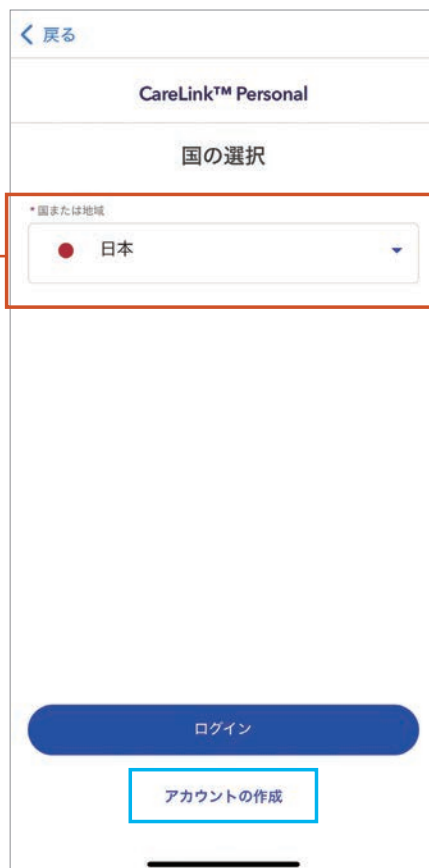 戻る
CareLink™ Personal
国の選択
*国または地域
日本
ログイン
アカウントの作成